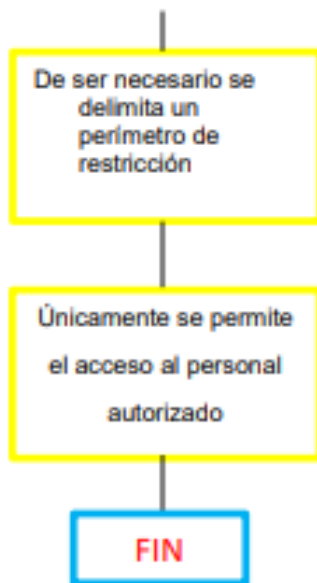 De ser necesario se
delimita un
perímetro de
restricción
Únicamente se permite
el acceso al personal
autorizado
FIN